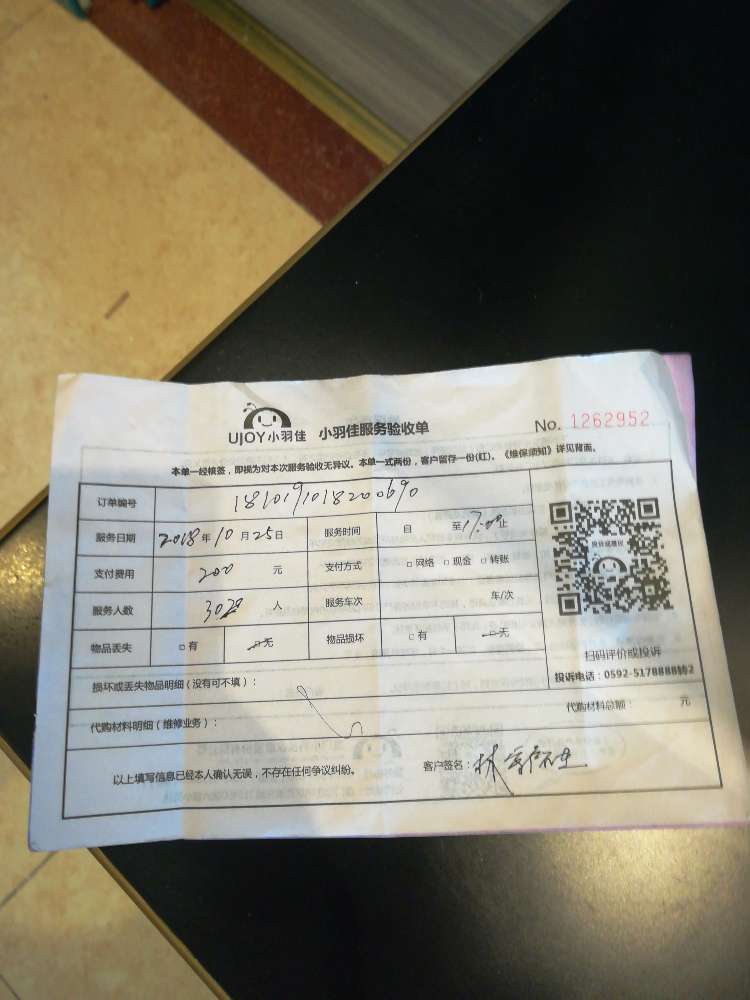 UJOY小羽佳 小羽佳服务验收单 No. 1262952
本单一经核签，即视为对本次服务验收无异议。本单一式两份，客户留存一份(红)。《维保须知》详见背面。
订单编号 1810191018200690
服务日期 2018年10月25日 服务时间 自 至17:00止
支付费用 200 元 支付方式 □网络 □现金 □转账
服务人数 人 服务车次 车/次
物品丢失 □有 □无 物品损坏 □有 □无
扫码评价或投诉
投诉电话：0592-5178888转2
损坏或丢失物品明细（没有可不填）：
代购材料明细（维修业务）： 代购材料总额： 元
以上填写信息已经本人确认无误，不存在任何争议纠纷。 客户签名：林